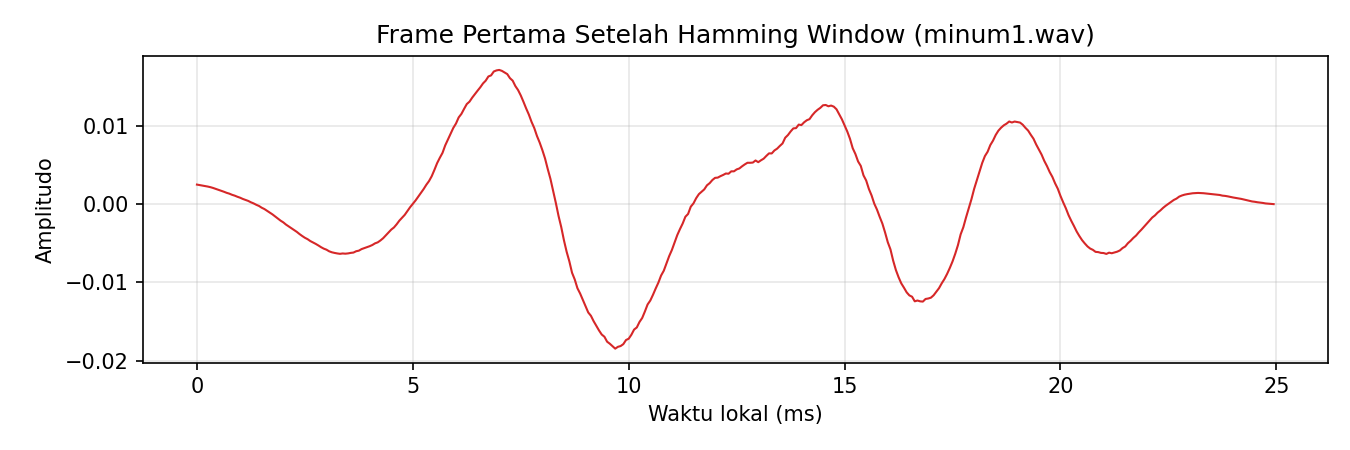 Frame Pertama Setelah Hamming Window (minum1.wav)
Amplitudo
0.01
0.00
−0.01
−0.02
0 5 10 15 20 25
Waktu lokal (ms)